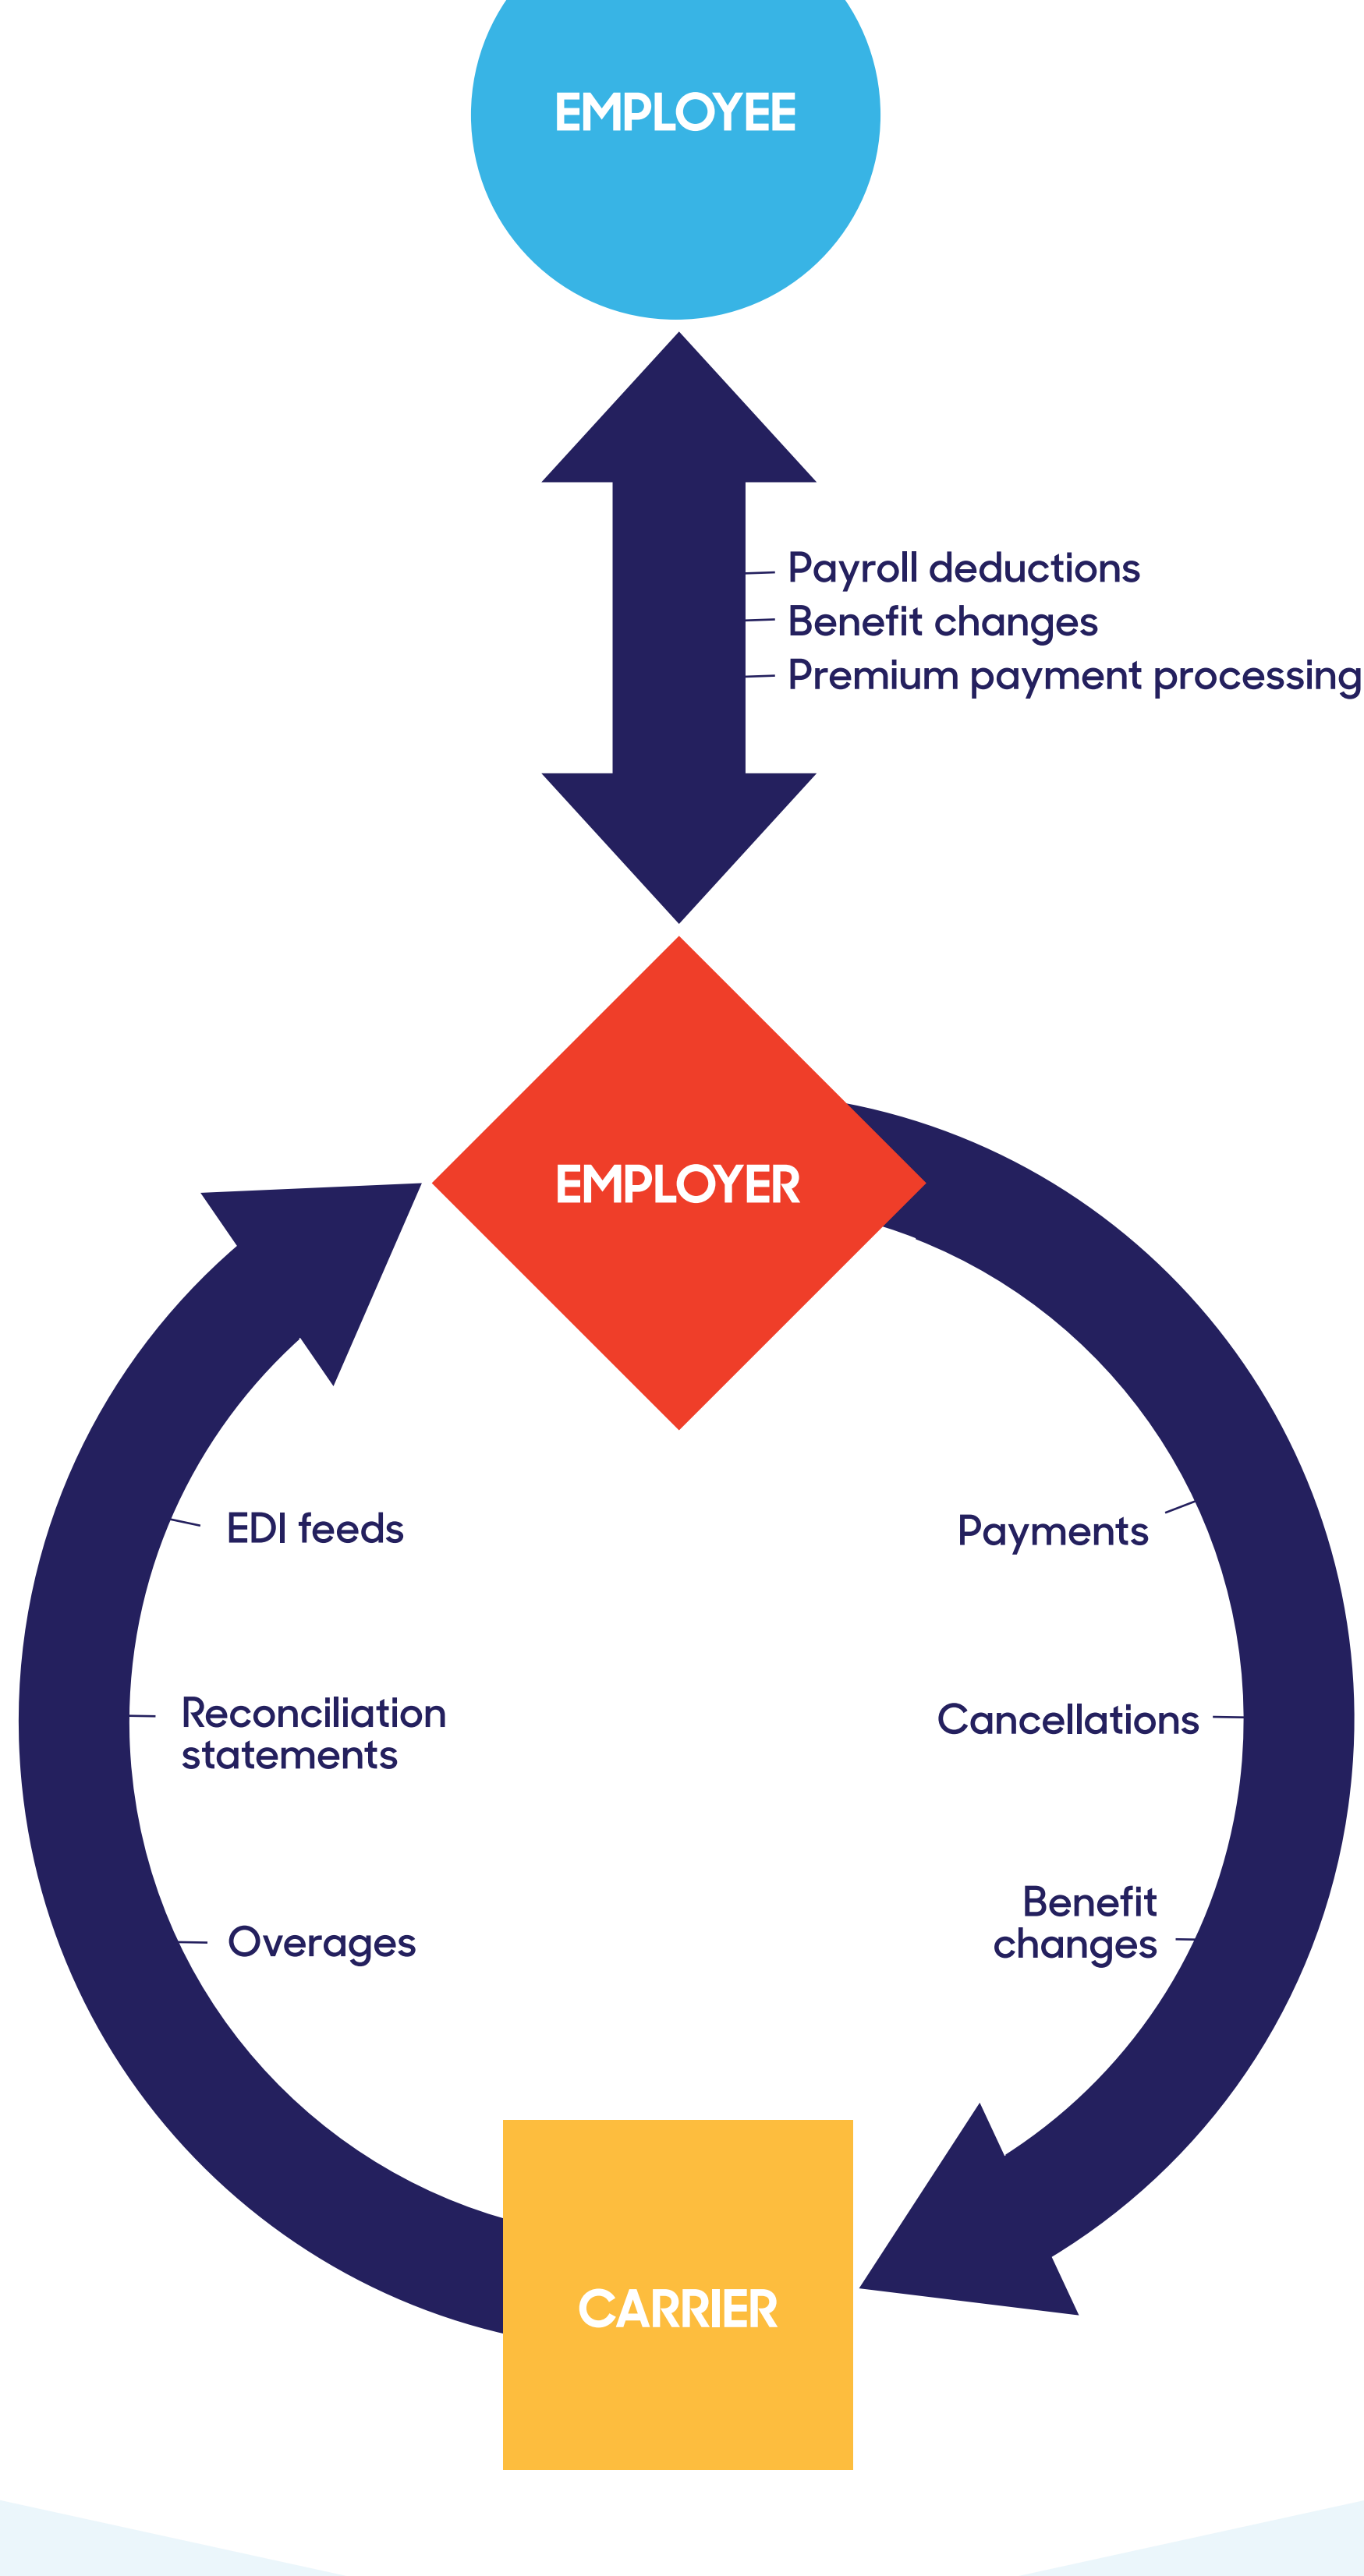 EMPLOYEE
Payroll deductions
Benefit changes
Premium payment processing
EMPLOYER
EDI feeds
Payments
Reconciliation
statements
Cancellations
Overages
Benefit
changes
CARRIER